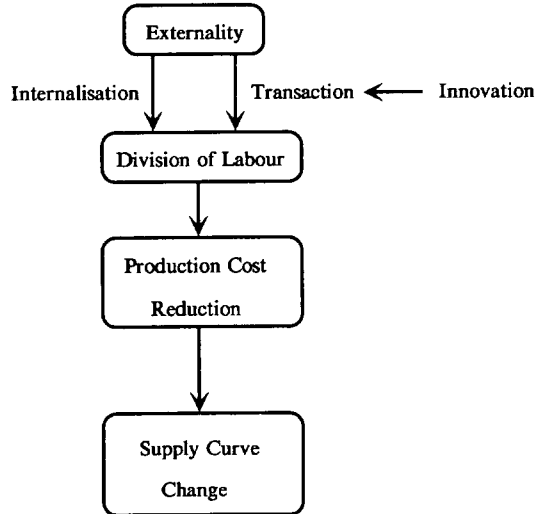 Externality
Internalisation
Transaction
Innovation
Division of Labour
Production Cost
Reduction
Supply Curve
Change